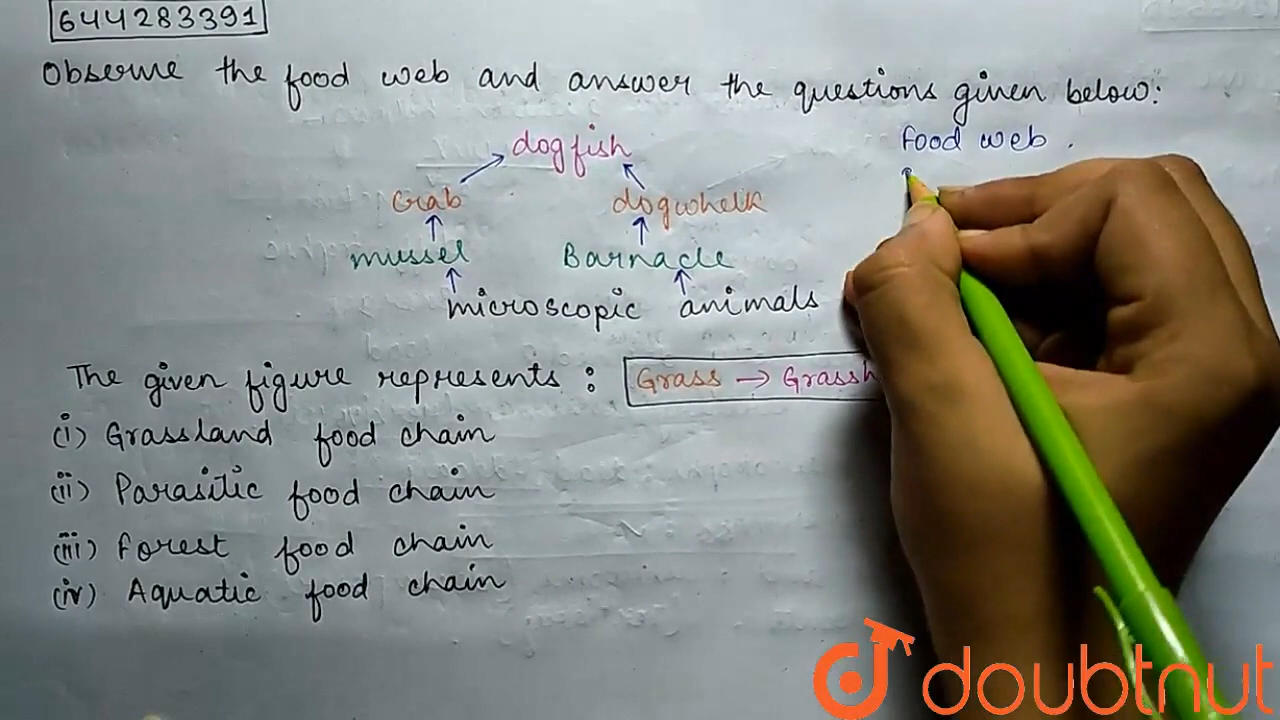 644283391
Observe the food web and answer the questions given below:
food web.
dogfish
Crab dogwhelk
mussel Barnacle
microscopic animals
The given figure represents : Grass → Grassh
(i) Grassland food chain
(ii) Parasitic food chain
(iii) Forest food chain
(iv) Aquatic food chain
doubtnut